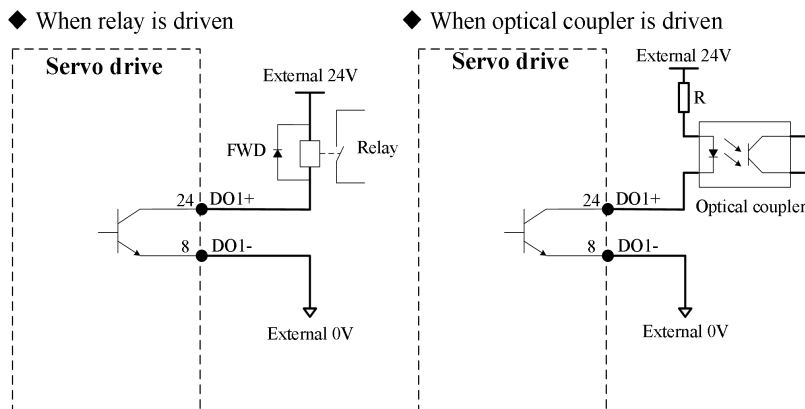 ◆ When relay is driven
Servo drive
External 24V
FWD
Relay
24
DO1+
8
DO1-
External 0V
◆ When optical coupler is driven
Servo drive
External 24V
R
24
DO1+
Optical coupler
8
DO1-
External 0V